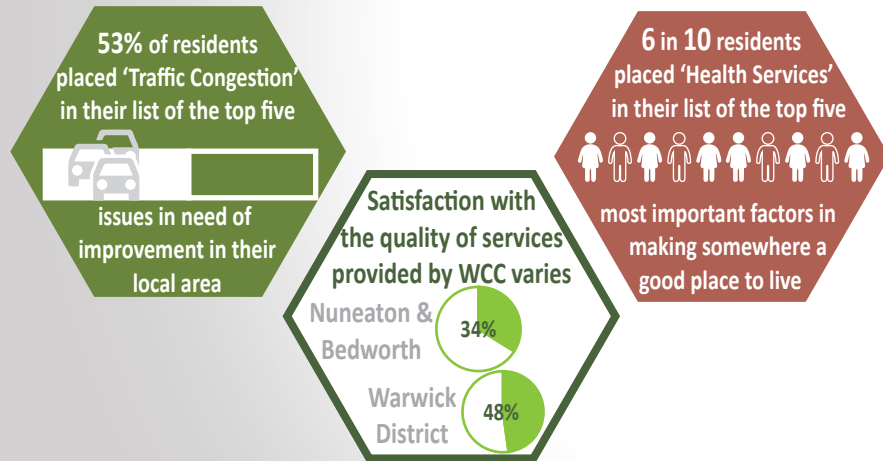 53% of residents
placed ‘Traffic Congestion’
in their list of the top five
issues in need of
improvement in their
local area
6 in 10 residents
placed ‘Health Services’
in their list of the top five
most important factors in
making somewhere a
good place to live
Satisfaction with
the quality of services
provided by WCC varies
Nuneaton &
Bedworth
34%
Warwick
District
48%